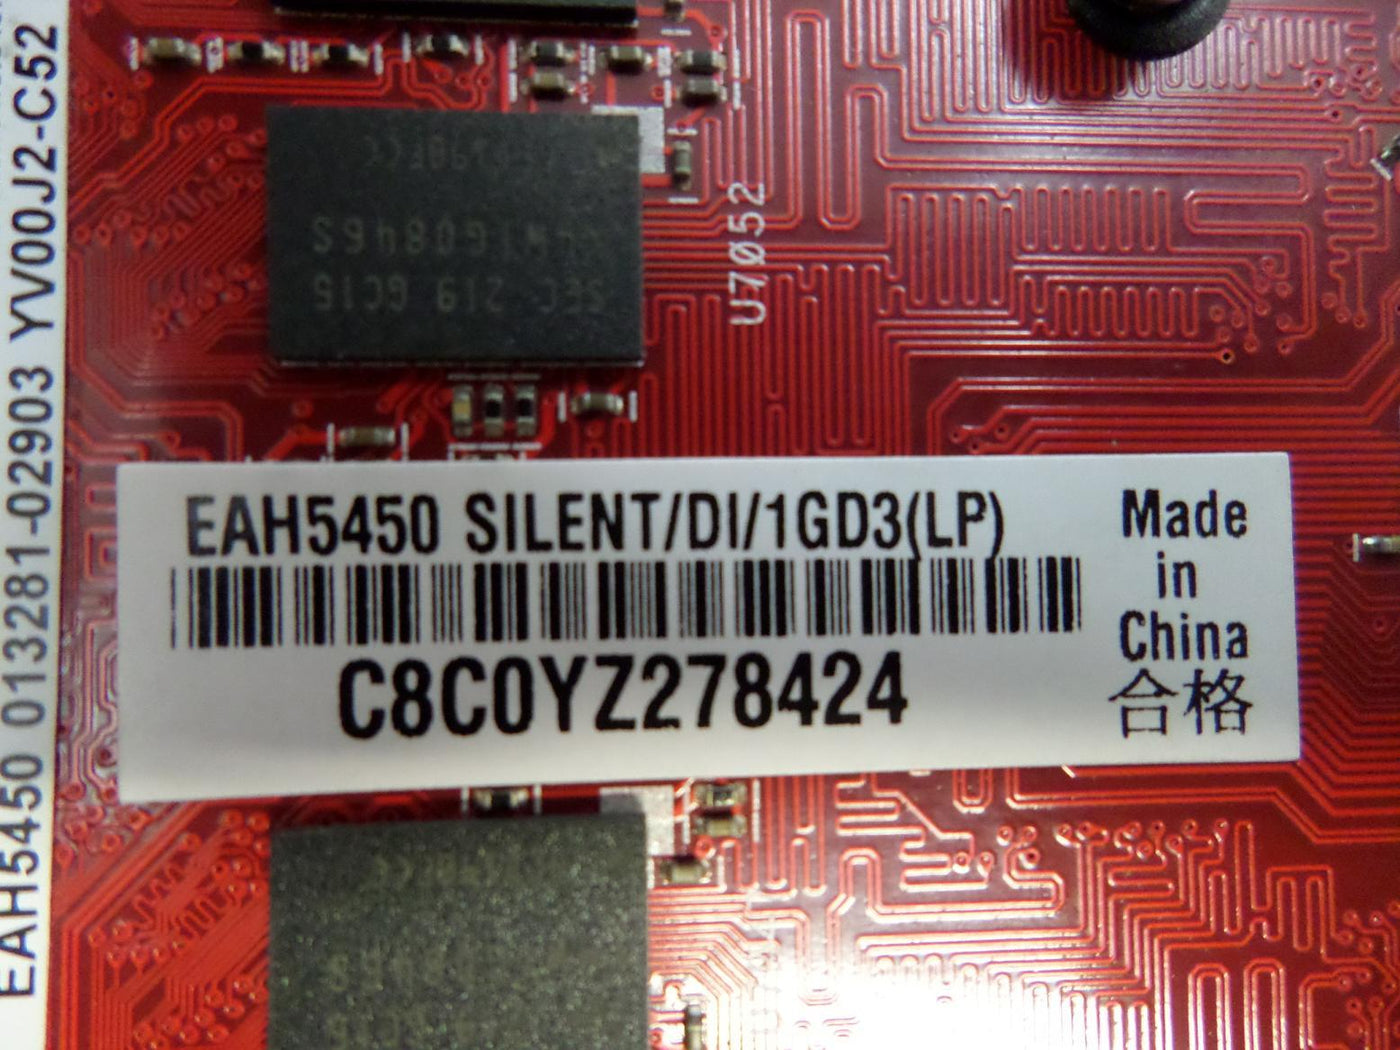 EAH5450 013281-02903 YV00J2-C52
SEC 219 GC15
U7052
EAH5450 SILENT/DI/1GD3(LP)
C8C0YZ278424
Made
in
China
合格